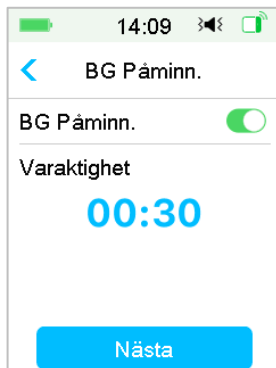 14:09
BG Påminn.
BG Påminn.
Varaktighet
00:30
Nästa